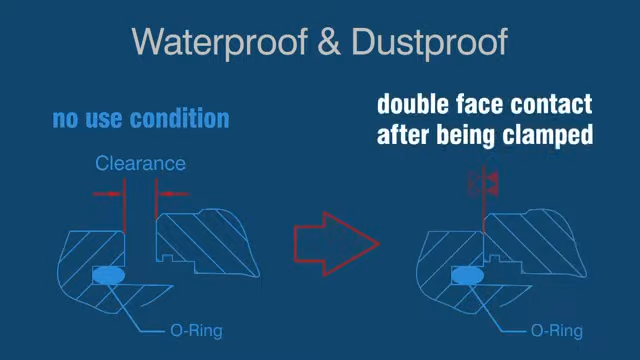 Waterproof & Dustproof
no use condition
double face contact
after being clamped
Clearance
O-Ring
O-Ring